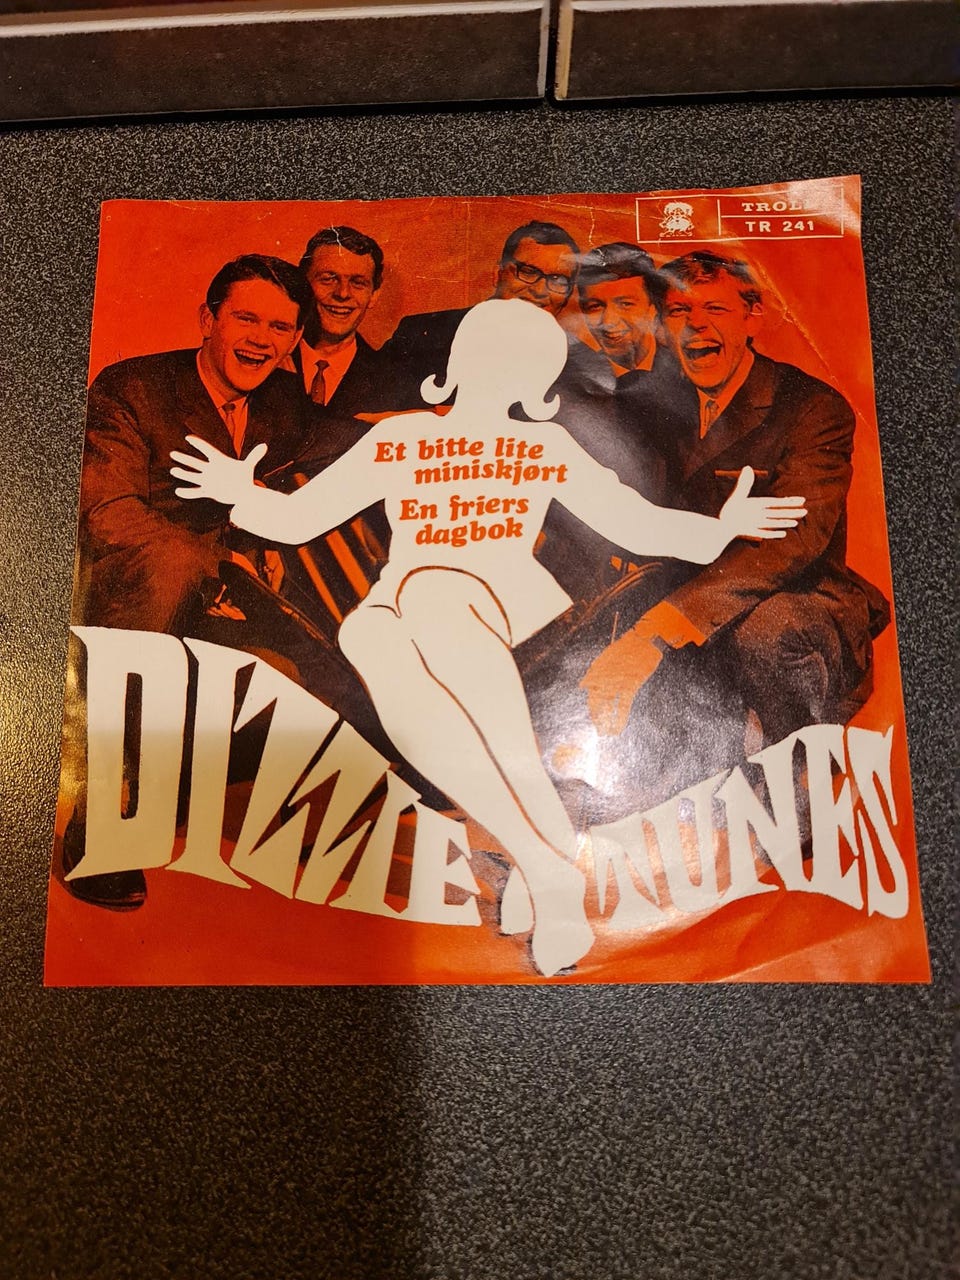 TROLL
TR 241
Et bitte lite
miniskjørt
En friers
dagbok
DIZZIE TUNES